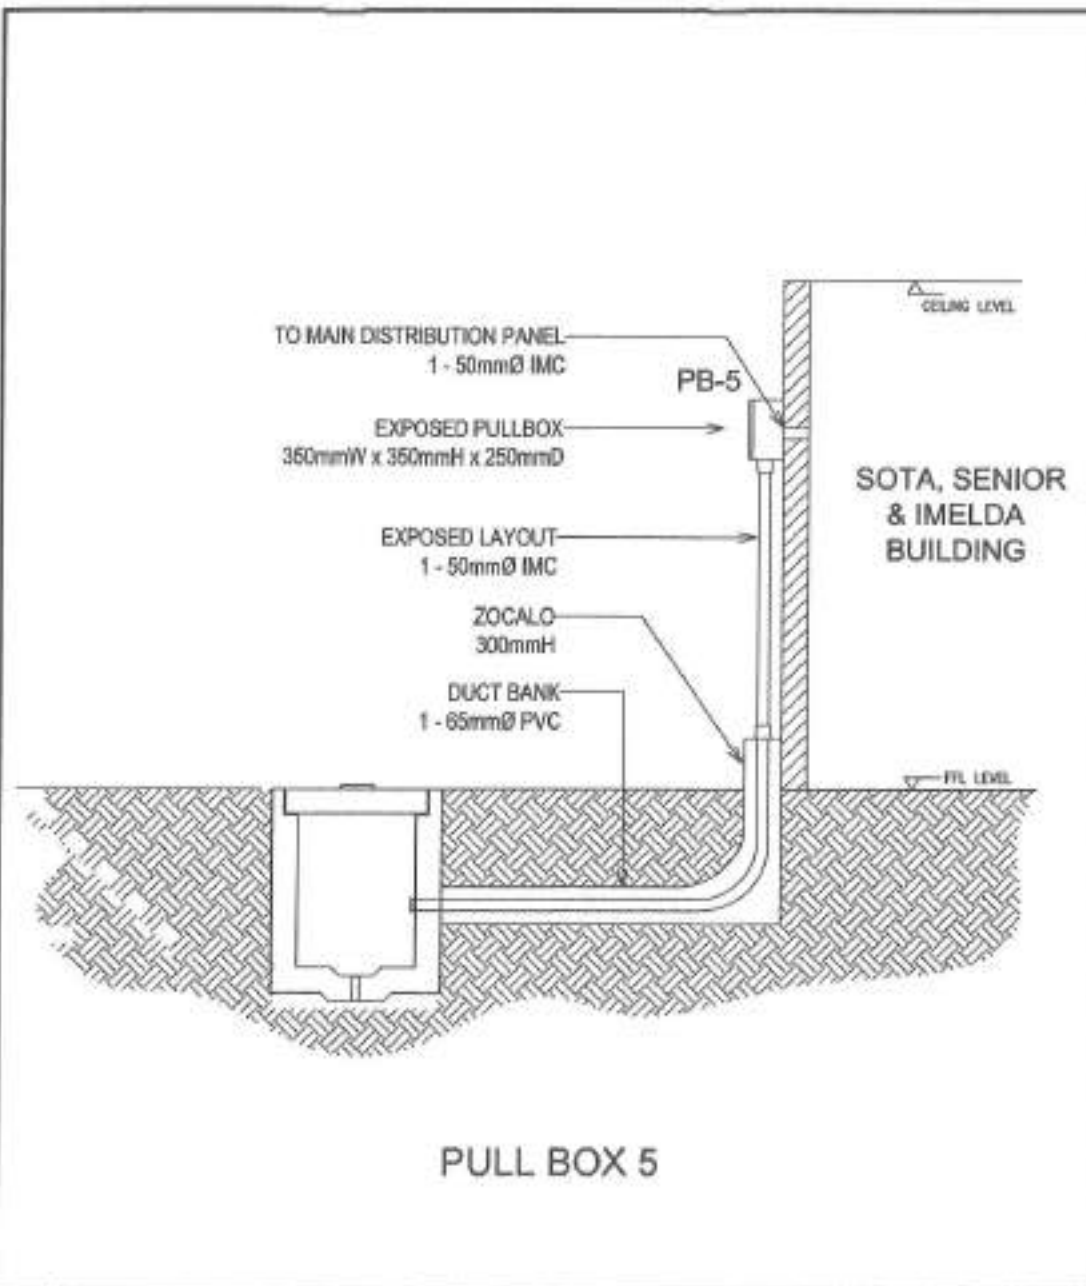 TO MAIN DISTRIBUTION PANEL
1 - 50mmØ IMC
PB-5
EXPOSED PULLBOX
350mmW x 350mmH x 250mmD
EXPOSED LAYOUT
1 - 50mmØ IMC
ZOCALO
300mmH
DUCT BANK
1 - 65mmØ PVC
CEILING LEVEL
SOTA, SENIOR
& IMELDA
BUILDING
FFL LEVEL
PULL BOX 5